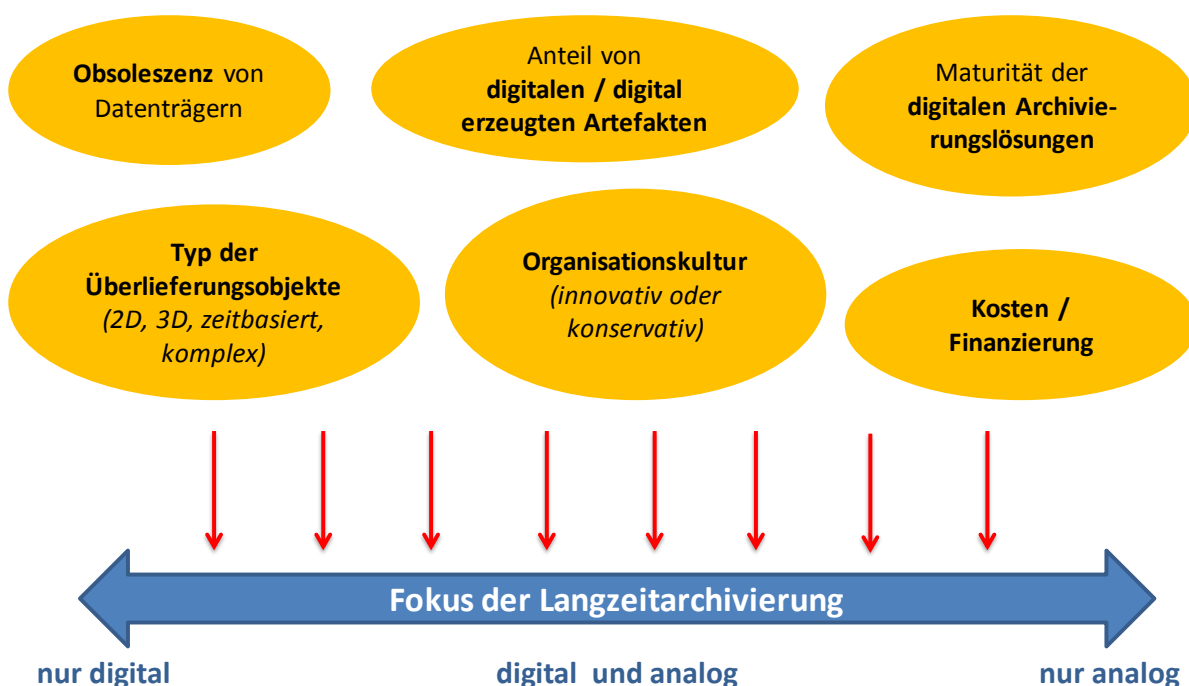 Obsoleszenz von
Datenträgern
Anteil von
digitalen / digital
erzeugten Artefakten
Maturität der
digitalen Archivie-
rungslösungen
Typ der
Überlieferungsobjekte
(2D, 3D, zeitbasiert,
komplex)
Organisationskultur
(innovativ oder
konservativ)
Kosten /
Finanzierung
Fokus der Langzeitarchivierung
nur digital
digital und analog
nur analog